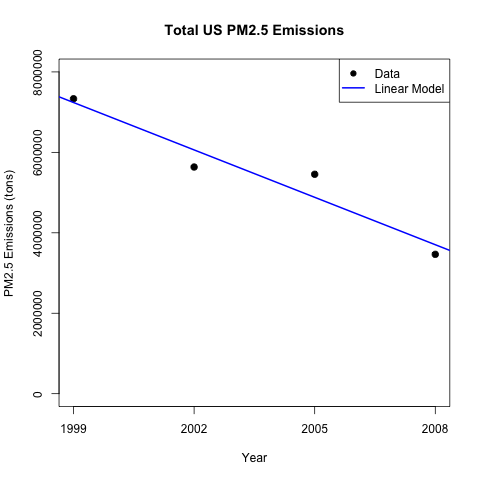 Total US PM2.5 Emissions
Data
Linear Model
PM2.5 Emissions (tons)
8000000
6000000
4000000
2000000
0
1999
2002
2005
2008
Year